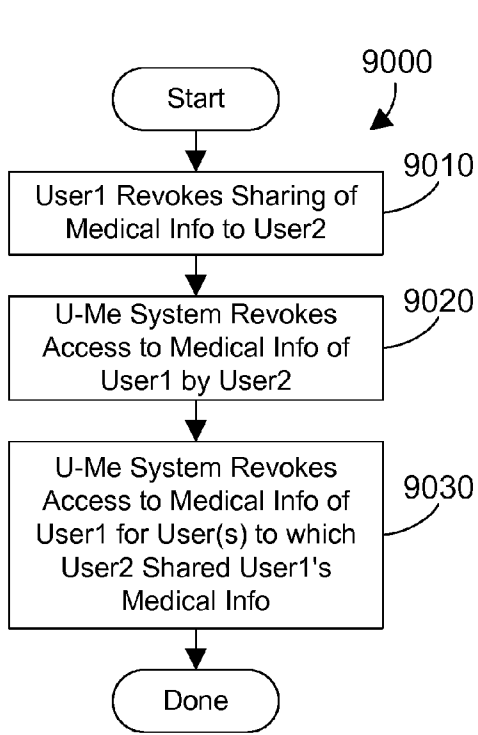 9000
Start
9010
User1 Revokes Sharing of
Medical Info to User2
9020
U-Me System Revokes
Access to Medical Info of
User1 by User2
9030
U-Me System Revokes
Access to Medical Info of
User1 for User(s) to which
User2 Shared User1's
Medical Info
Done